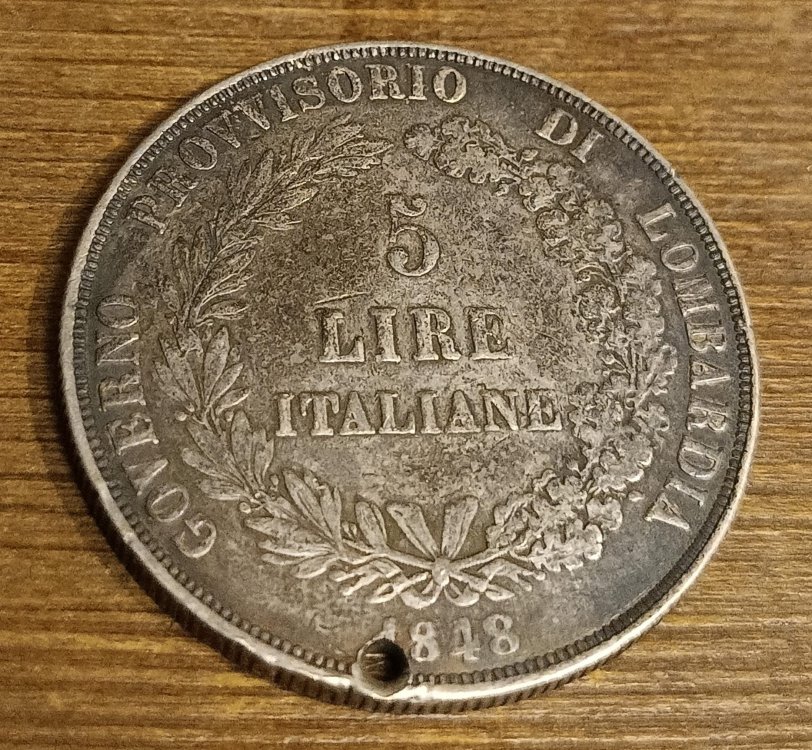 GOVERNO PROVVISORIO DI LOMBARDIA
5
LIRE
ITALIANE
1848